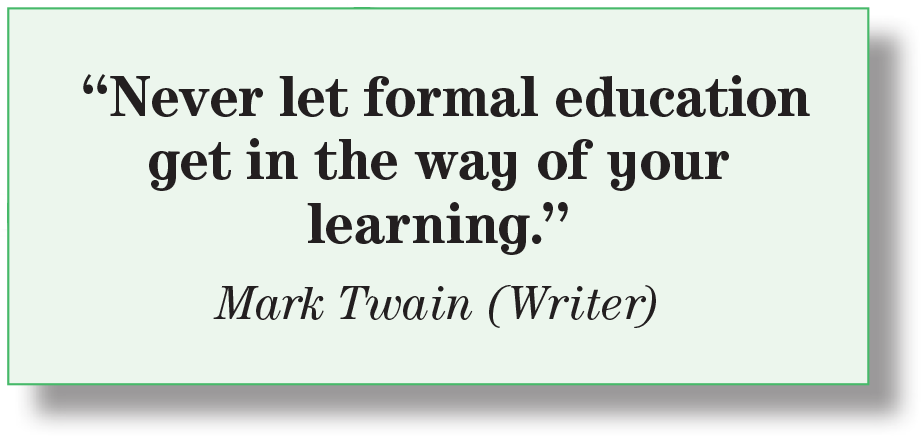 “Never let formal education
get in the way of your
learning.”
Mark Twain (Writer)